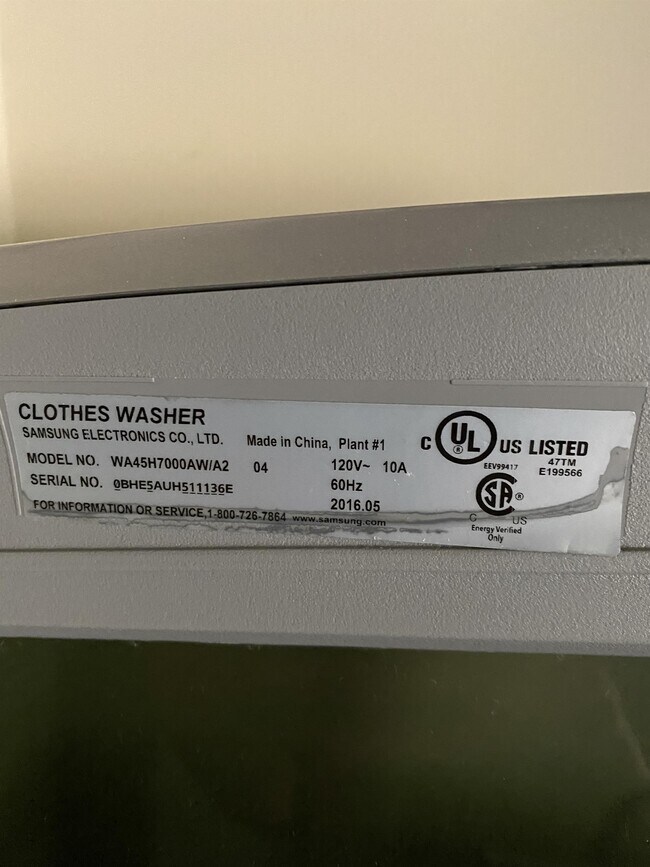 CLOTHES WASHER
SAMSUNG ELECTRONICS CO., LTD.
Made in China, Plant #1
MODEL NO. WA45H7000AW/A2 04 120V~ 10A
SERIAL NO. 0BHE5AUH511136E 60Hz
2016.05
FOR INFORMATION OR SERVICE,1-800-726-7864 www.samsung.com
C UL ® US LISTED
47TM
E199566
EEV99417
SA ®
C US
Energy Verified
Only